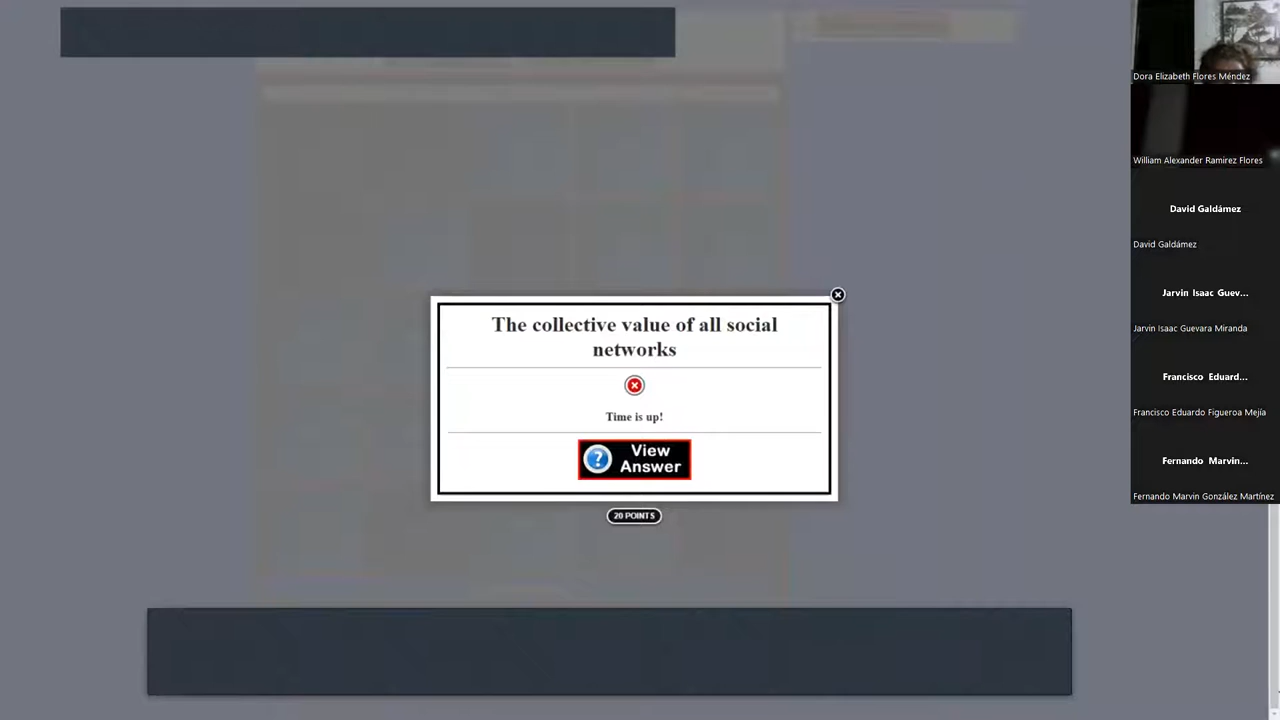 Dora Elizabeth Flores Méndez
William Alexander Ramirez Flores
David Galdámez
David Galdámez
Jarvin Isaac Guev...
Jarvin Isaac Guevara Miranda
Francisco Eduard...
Francisco Eduardo Figueroa Mejía
Fernando Marvin...
Fernando Marvin González Martínez
The collective value of all social
networks
Time is up!
? View
Answer
20 POINTS